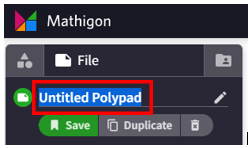 Mathigon
File
Untitled Polypad
Save Duplicate